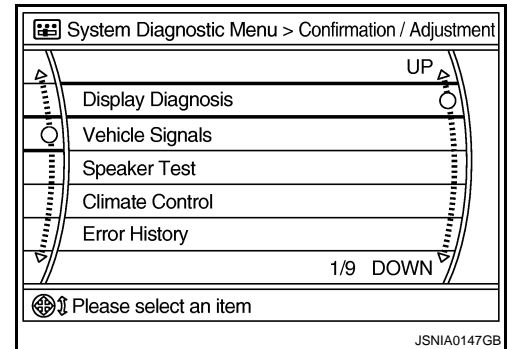 System Diagnostic Menu > Confirmation / Adjustment
UP
Display Diagnosis
Vehicle Signals
Speaker Test
Climate Control
Error History
1/9 DOWN
Please select an item
JSNIA0147GB